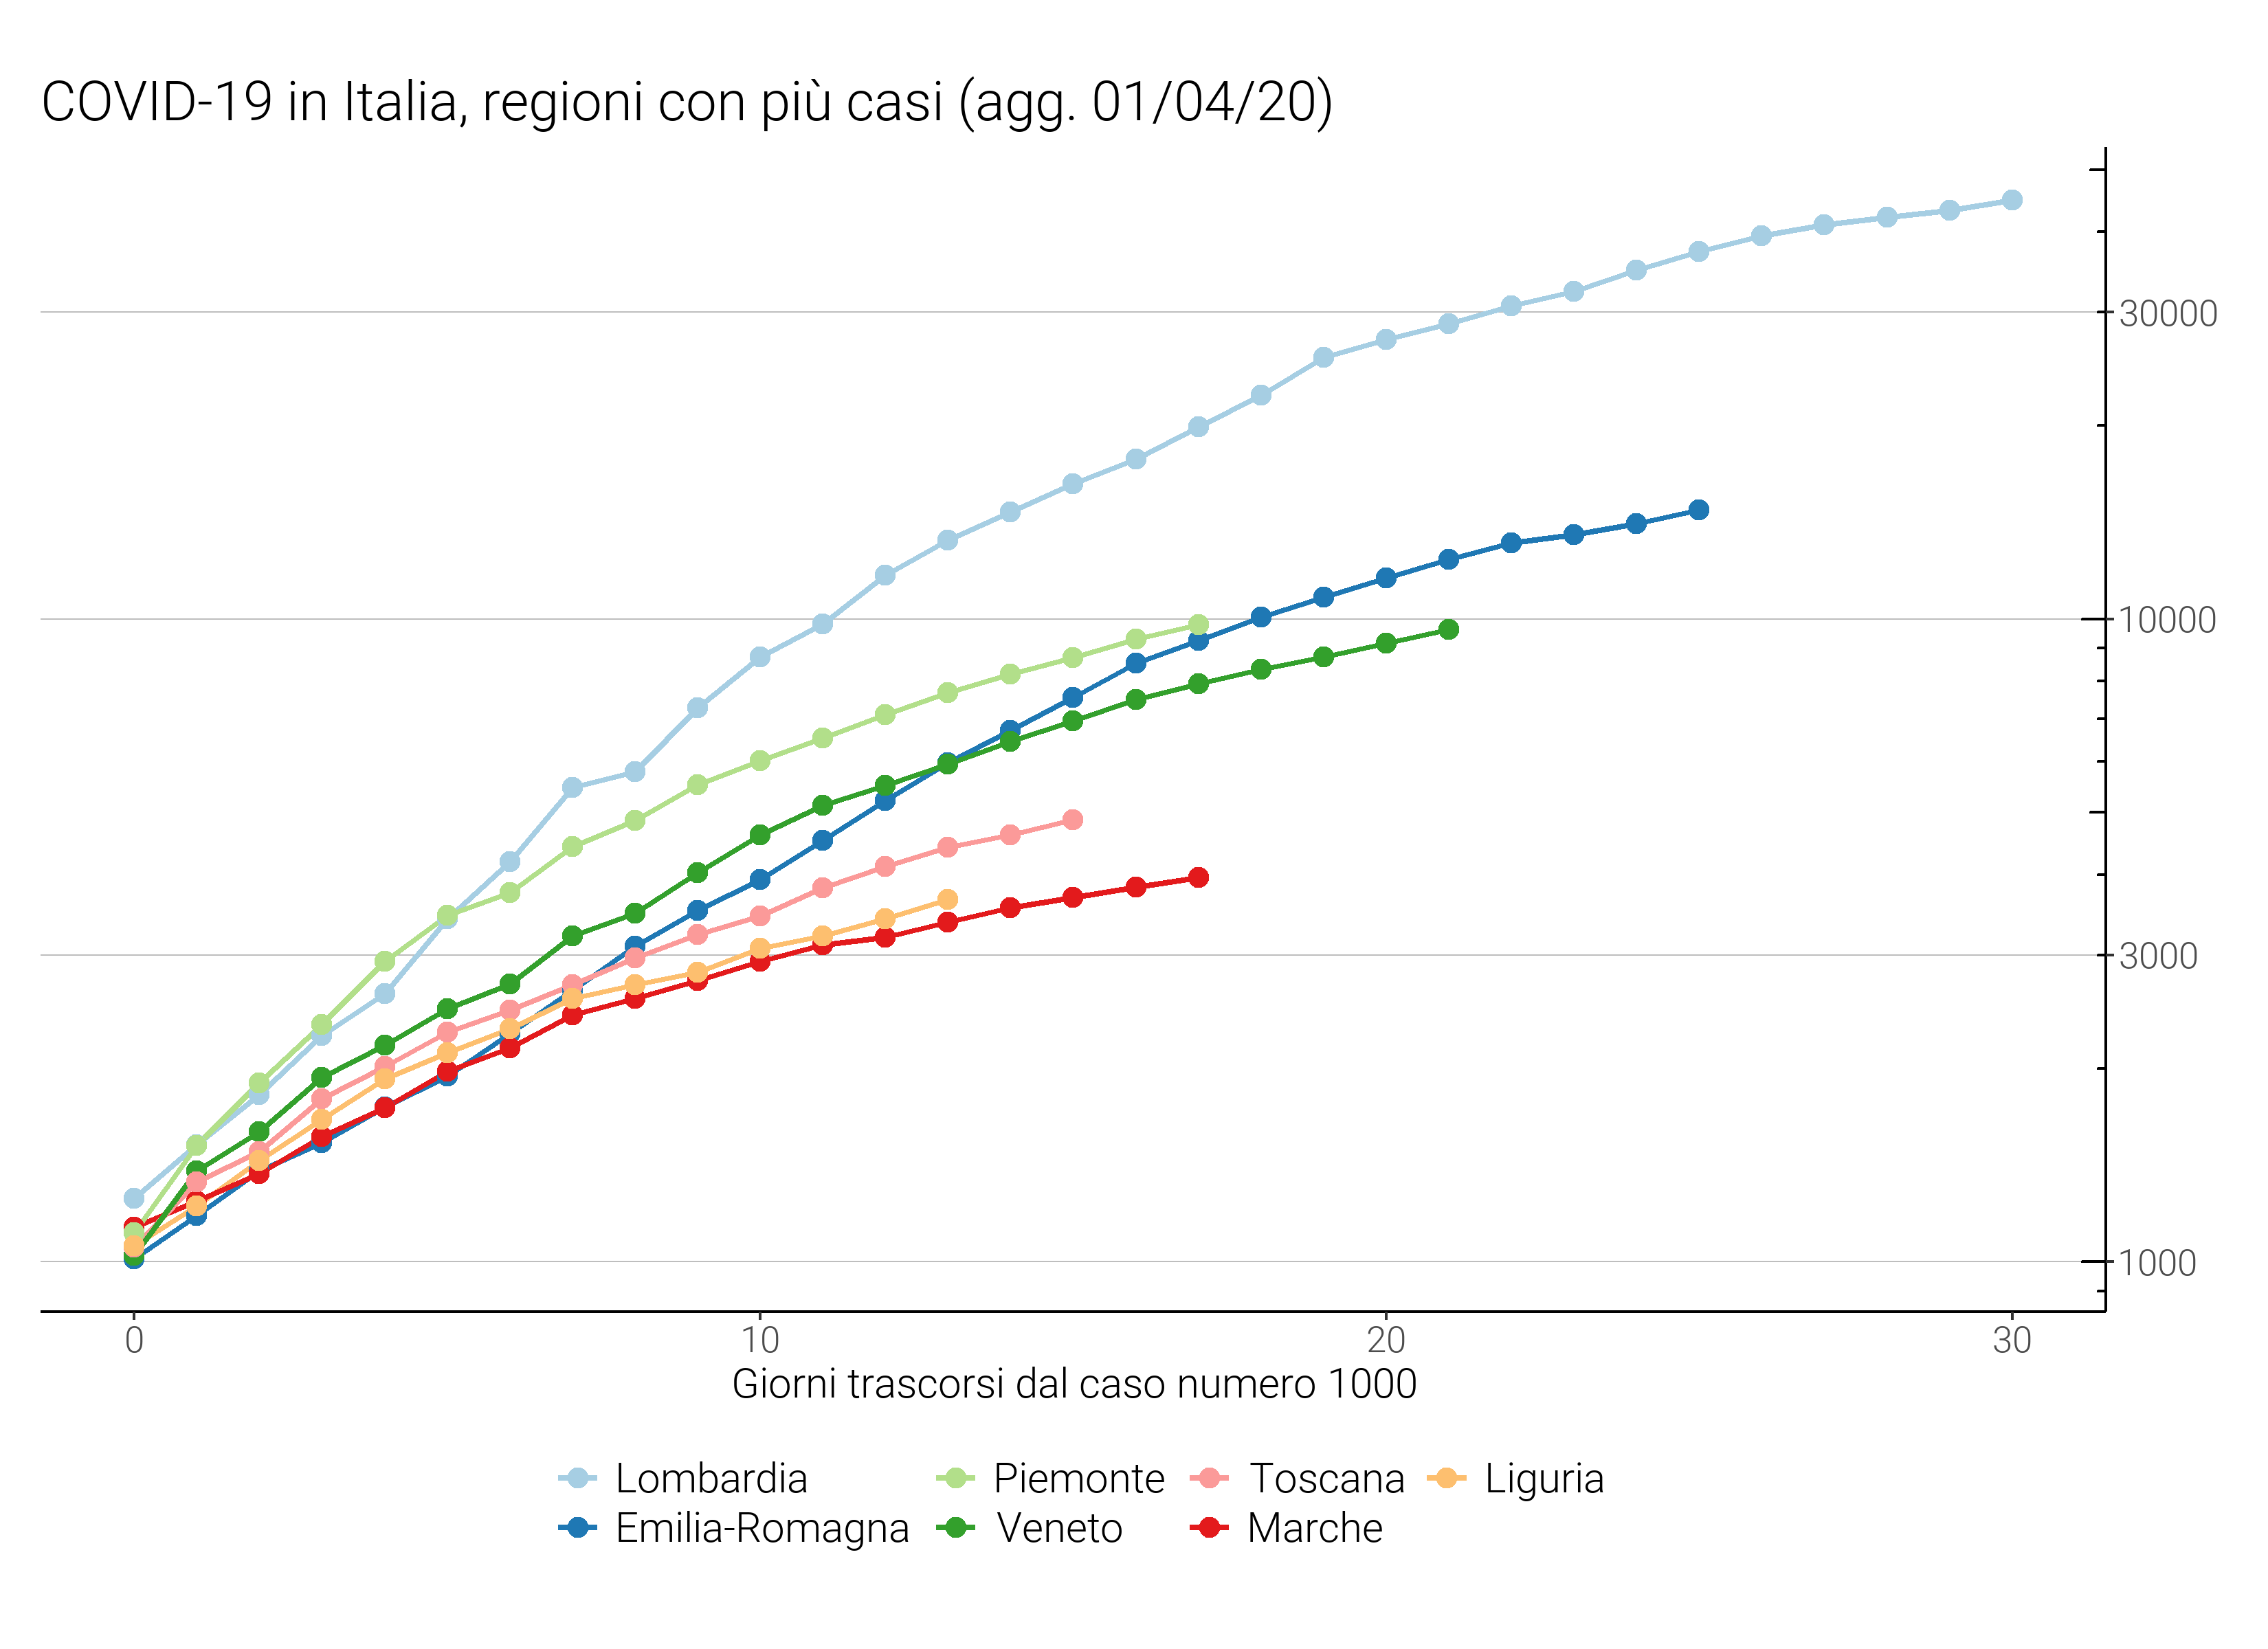 COVID-19 in Italia, regioni con più casi (agg. 01/04/20)
30000
10000
3000
1000
0 10 20 30
Giorni trascorsi dal caso numero 1000
Lombardia Piemonte Toscana Liguria
Emilia-Romagna Veneto Marche